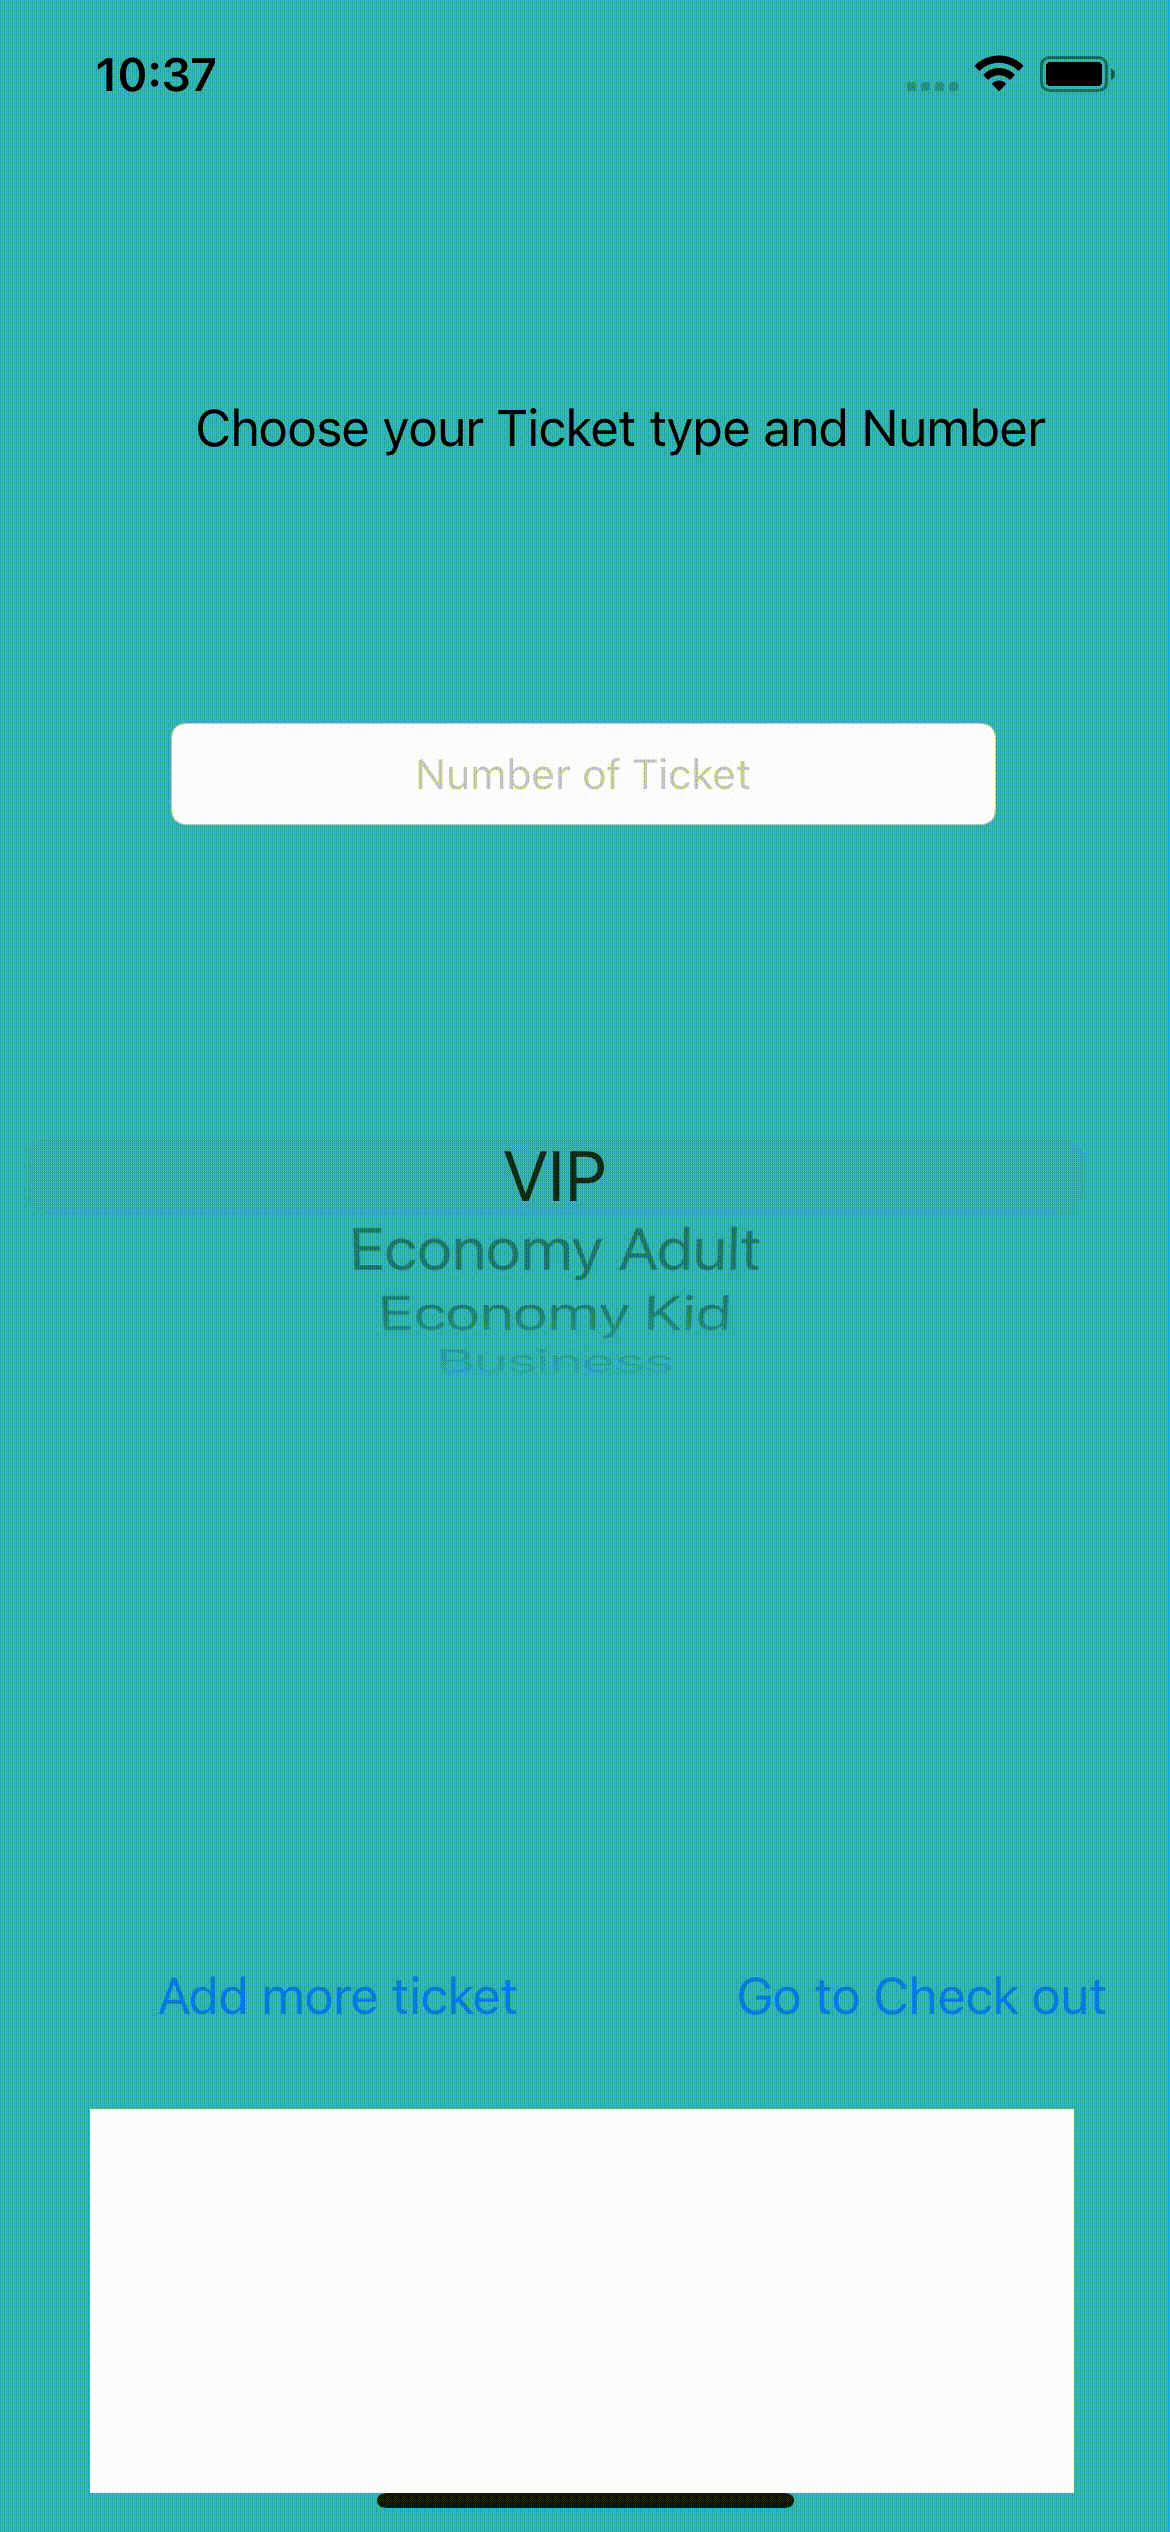 10:37
Choose your Ticket type and Number
Number of Ticket
VIP
Economy Adult
Economy Kid
Business
Add more ticket
Go to Check out